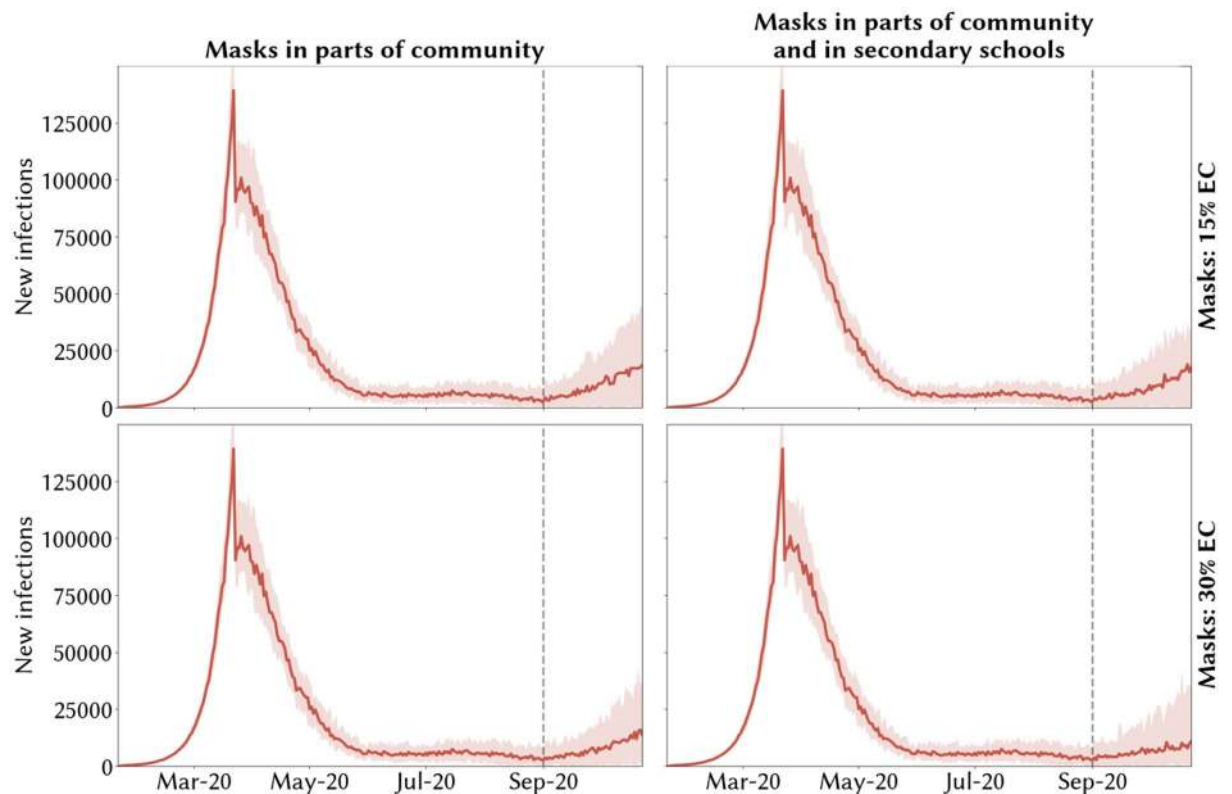 Masks in parts of community
Masks in parts of community
and in secondary schools
125000
100000
75000
50000
25000
0
New infections
Masks: 15% EC
125000
100000
75000
50000
25000
0
New infections
Masks: 30% EC
Mar-20 May-20 Jul-20 Sep-20
Mar-20 May-20 Jul-20 Sep-20